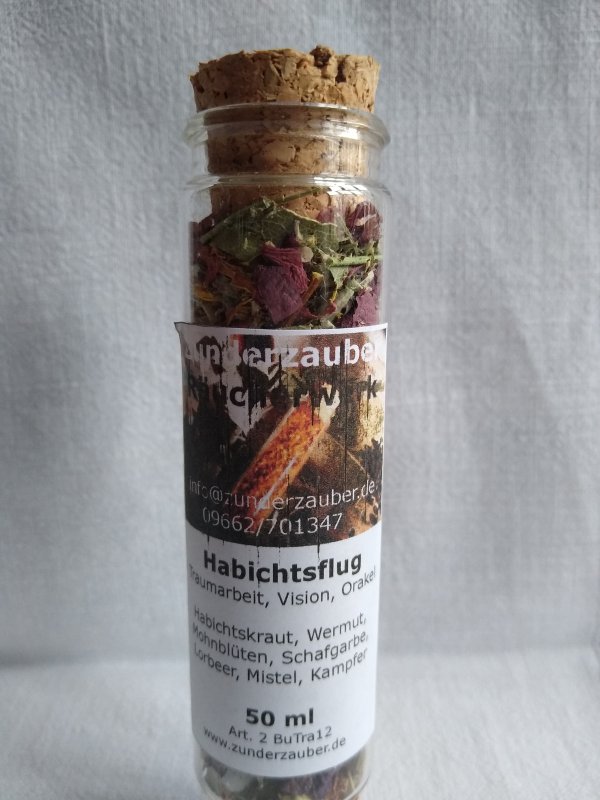 Zunderzauber
Räucherwerk
info@zunderzauber.de
09662/701347
Habichtsflug
Traumarbeit, Vision, Orakel
Habichtskraut, Wermut,
Mohnblüten, Schafgarbe,
Lorbeer, Mistel, Kampfer
50 ml
Art. 2 BuTra12
www.zunderzauber.de